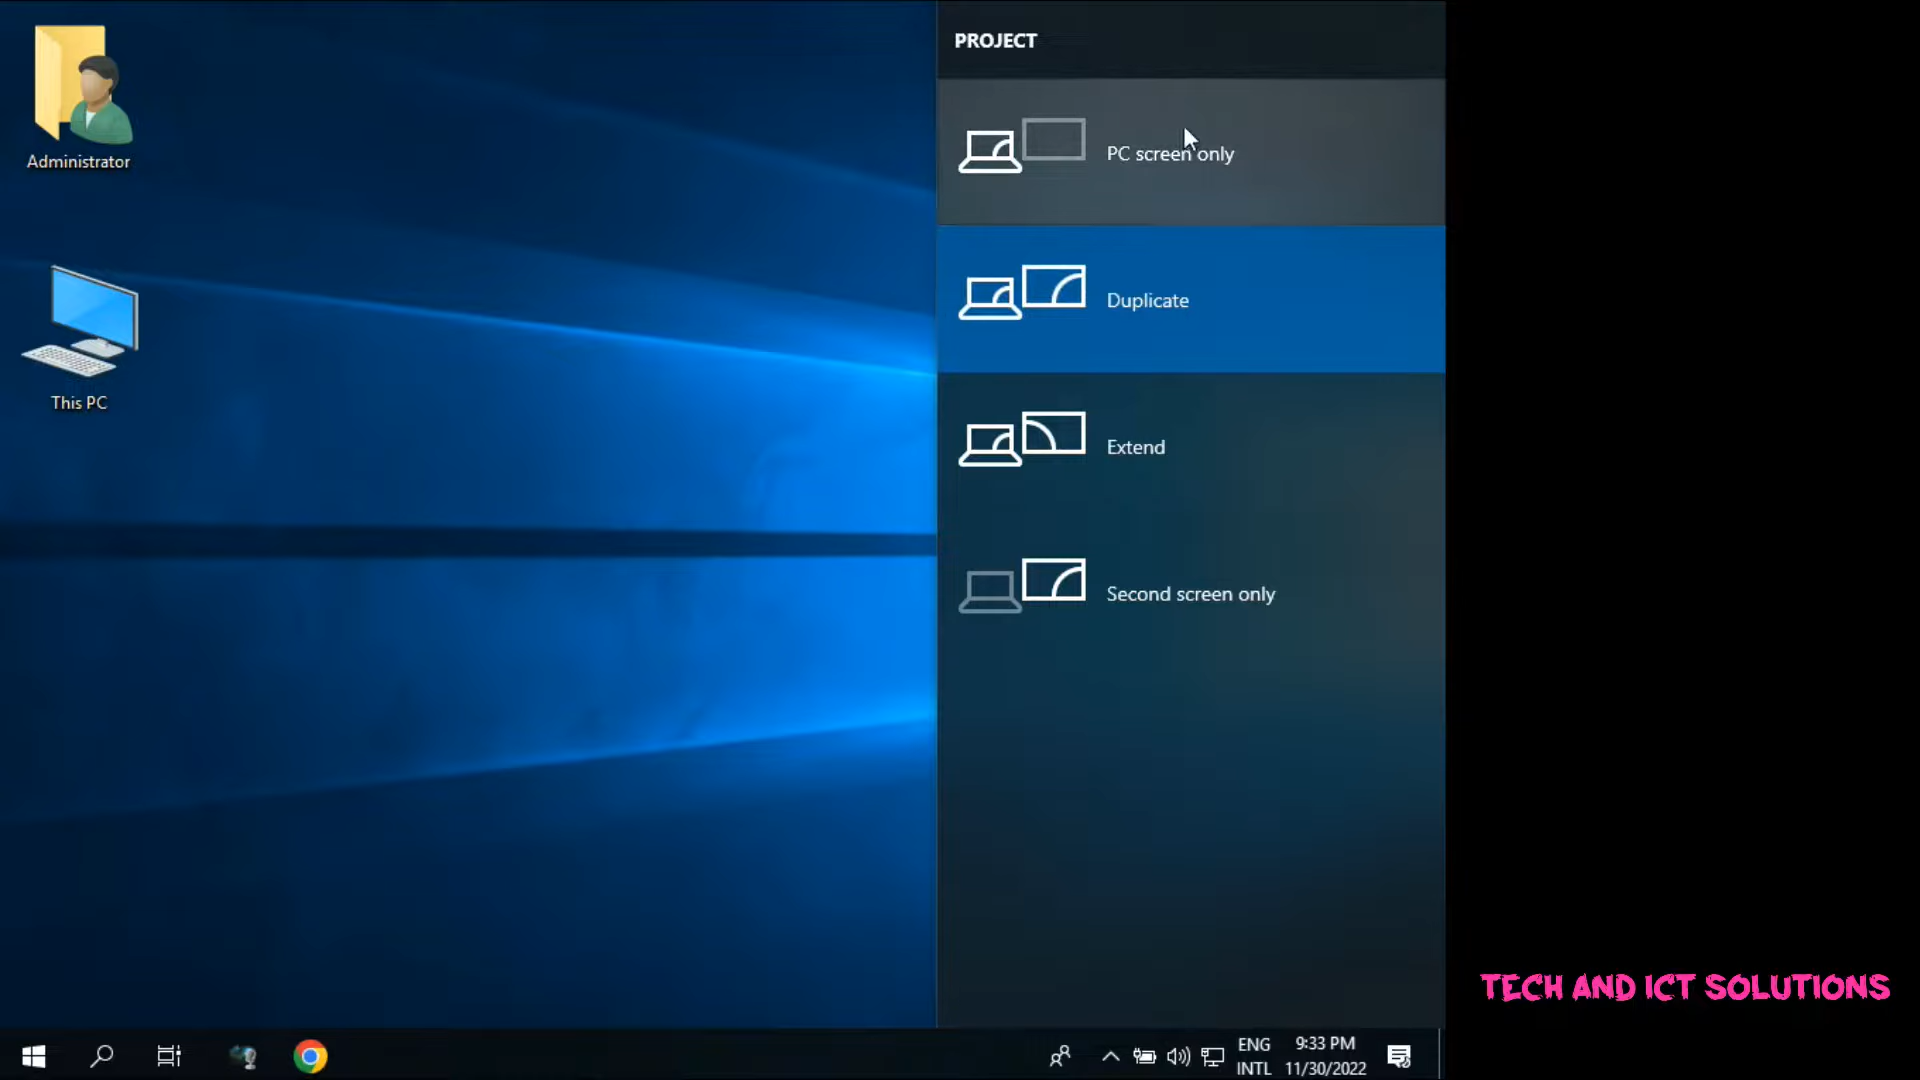 PROJECT
Administrator
PC screen only
Duplicate
This PC
Extend
Second screen only
TECH AND ICT SOLUTIONS
ENG
INTL
9:33 PM
11/30/2022